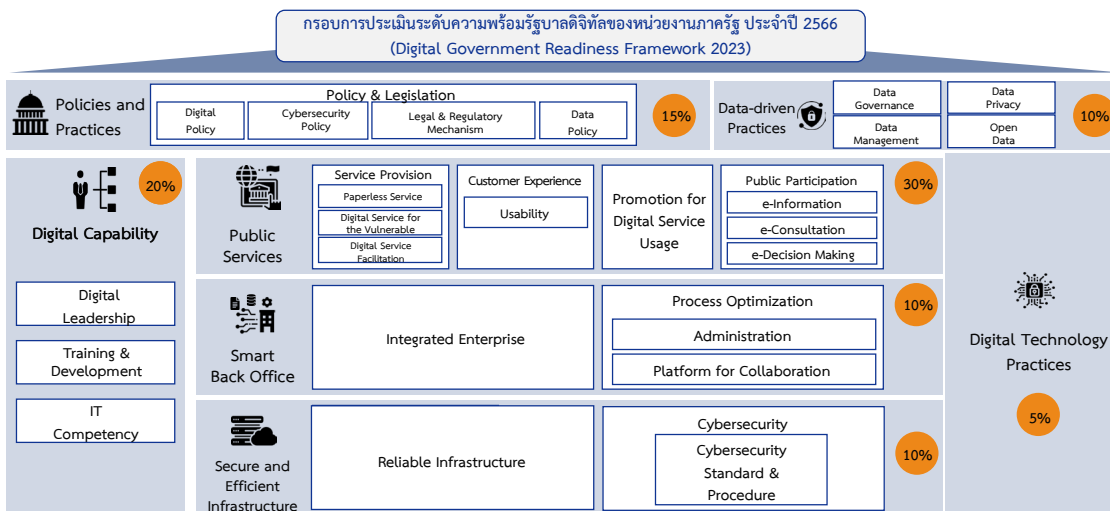 กรอบการประเมินระดับความพร้อมรัฐบาลดิจิทัลของหน่วยงานภาครัฐ ประจำปี 2566
(Digital Government Readiness Framework 2023)
Policies and
Practices
Policy & Legislation
Digital
Policy
Cybersecurity
Policy
Legal & Regulatory
Mechanism
Data
Policy
15%
Data-driven
Practices
Data
Governance
Data
Privacy
Data
Management
Open
Data
10%
20%
Digital Capability
Digital
Leadership
Training &
Development
IT
Competency
Public
Services
Service Provision
Paperless Service
Digital Service for
the Vulnerable
Digital Service
Facilitation
Customer Experience
Usability
Promotion for
Digital Service
Usage
Public Participation
e-Information
e-Consultation
e-Decision Making
30%
Smart
Back Office
Integrated Enterprise
Process Optimization
Administration
Platform for Collaboration
10%
Secure and
Efficient
Infrastructure
Reliable Infrastructure
Cybersecurity
Cybersecurity
Standard &
Procedure
10%
Digital Technology
Practices
5%